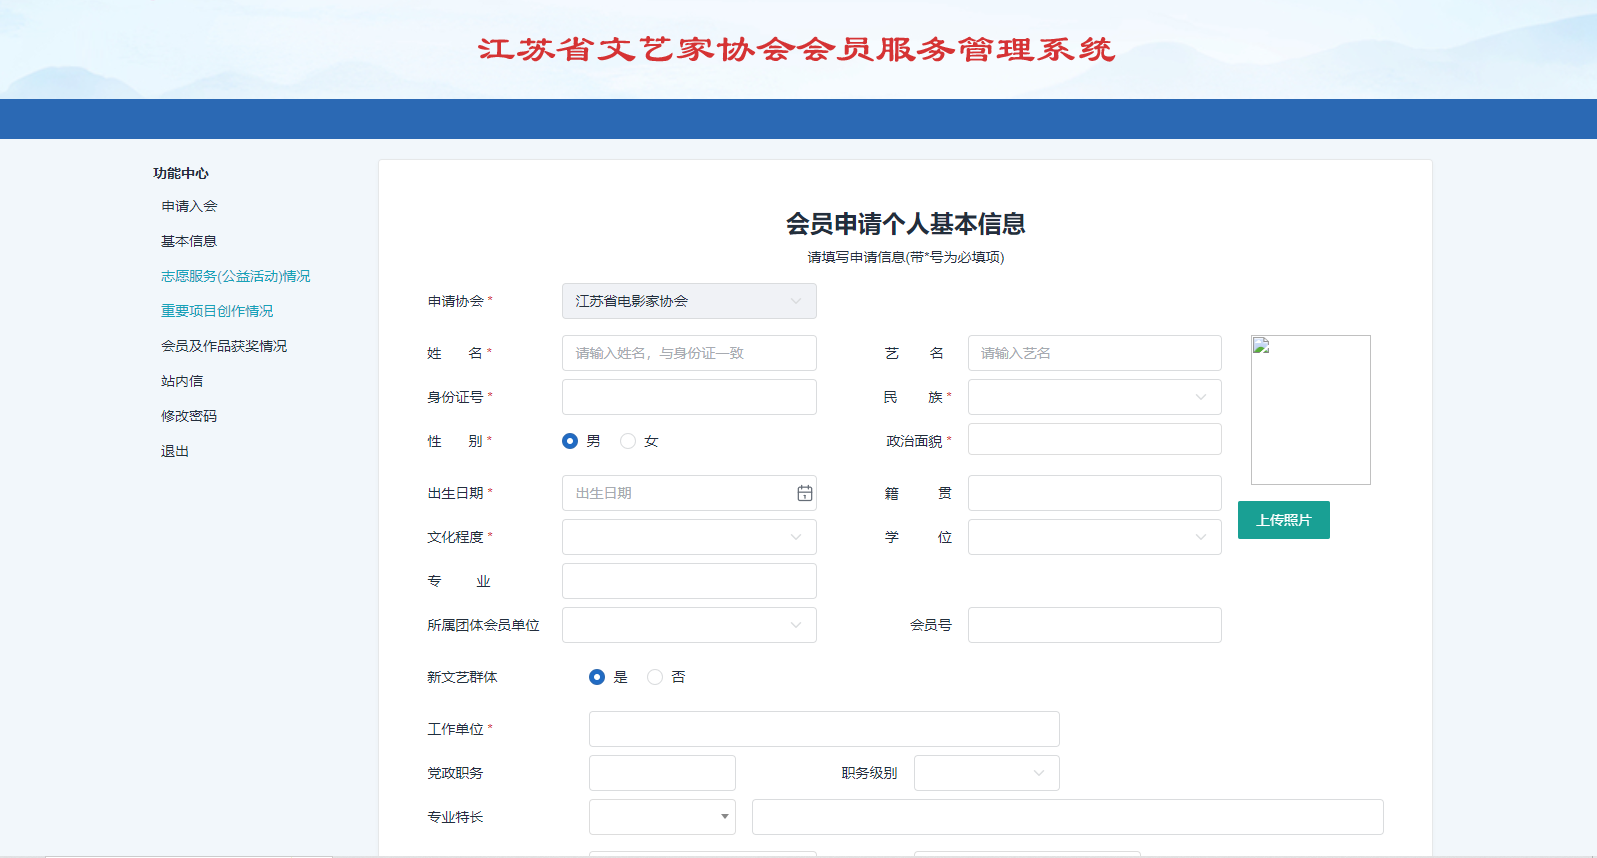 江苏省文艺家协会会员服务管理系统
功能中心
申请入会
基本信息
志愿服务(公益活动)情况
重要项目创作情况
会员及作品获奖情况
站内信
修改密码
退出
会员申请个人基本信息
请填写申请信息(带*号为必填项)
申请协会 * 江苏省电影家协会
姓 名 * 请输入姓名，与身份证一致 艺 名 请输入艺名
身份证号 * 民 族 *
性 别 * 男 女 政治面貌 *
出生日期 * 出生日期 籍 贯
上传照片
文化程度 * 学 位
专 业
所属团体会员单位 会员号
新文艺群体 是 否
工作单位 *
党政职务 职务级别
专业特长